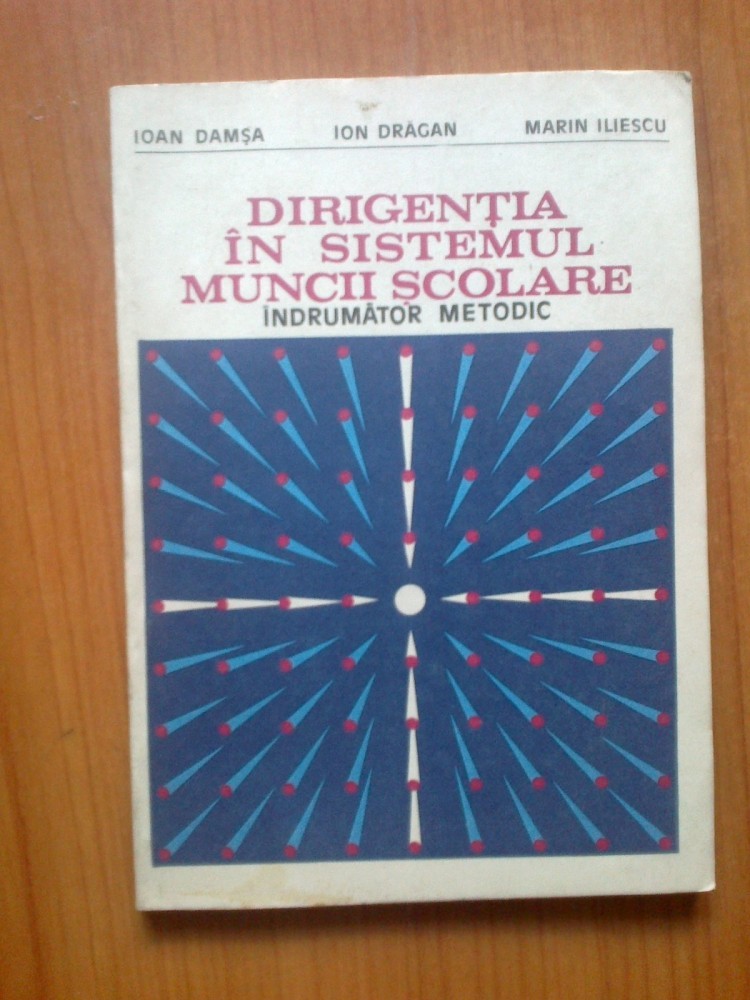 IOAN DAMȘA ION DRĂGAN MARIN ILIESCU
DIRIGENȚIA
ÎN SISTEMUL
MUNCII ȘCOLARE
ÎNDRUMĂTOR METODIC